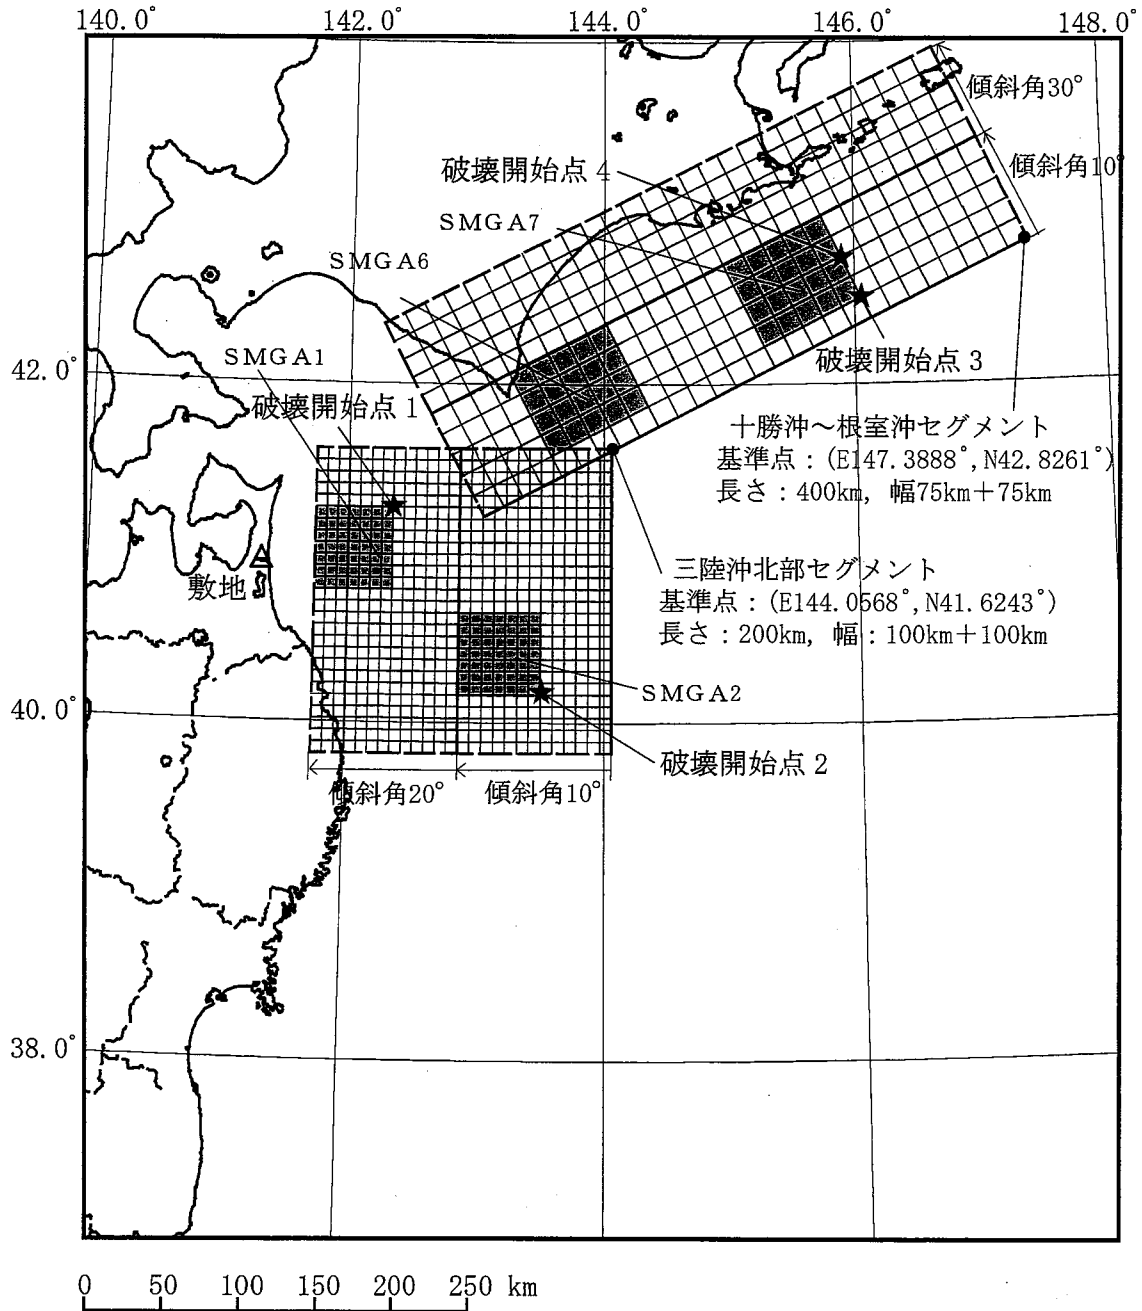 140.0° 142.0° 144.0° 146.0° 148.0°
傾斜角30°
破壊開始点4
傾斜角10°
SMGA7
SMGA6
SMGA1
破壊開始点3
42.0°
破壊開始点1
十勝沖～根室沖セグメント
基準点：(E147.3888°,N42.8261°)
長さ：400km, 幅75km＋75km
敷地
三陸沖北部セグメント
基準点：(E144.0568°,N41.6243°)
長さ：200km, 幅：100km＋100km
SMGA2
40.0°
破壊開始点2
傾斜角20° 傾斜角10°
38.0°
0 50 100 150 200 250 km